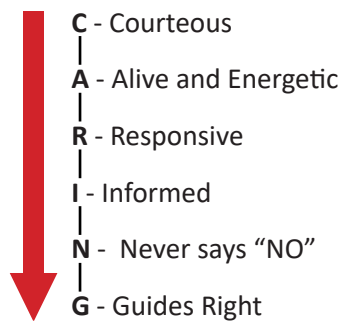 C - Courteous
A - Alive and Energetic
R - Responsive
I - Informed
N -  Never says “NO”
G - Guides Right